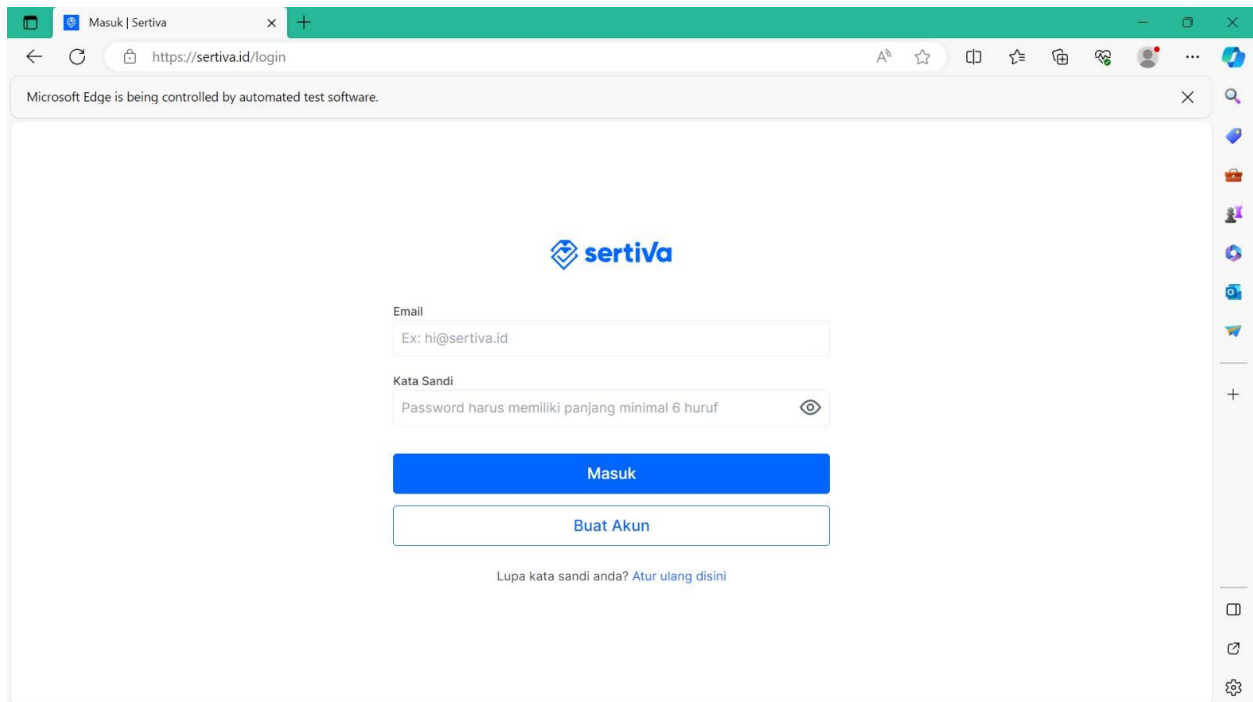 Masuk | Sertiva
https://sertiva.id/login
Microsoft Edge is being controlled by automated test software.
sertiva
Email
Ex: hi@sertiva.id
Kata Sandi
Password harus memiliki panjang minimal 6 huruf
Masuk
Buat Akun
Lupa kata sandi anda? Atur ulang disini